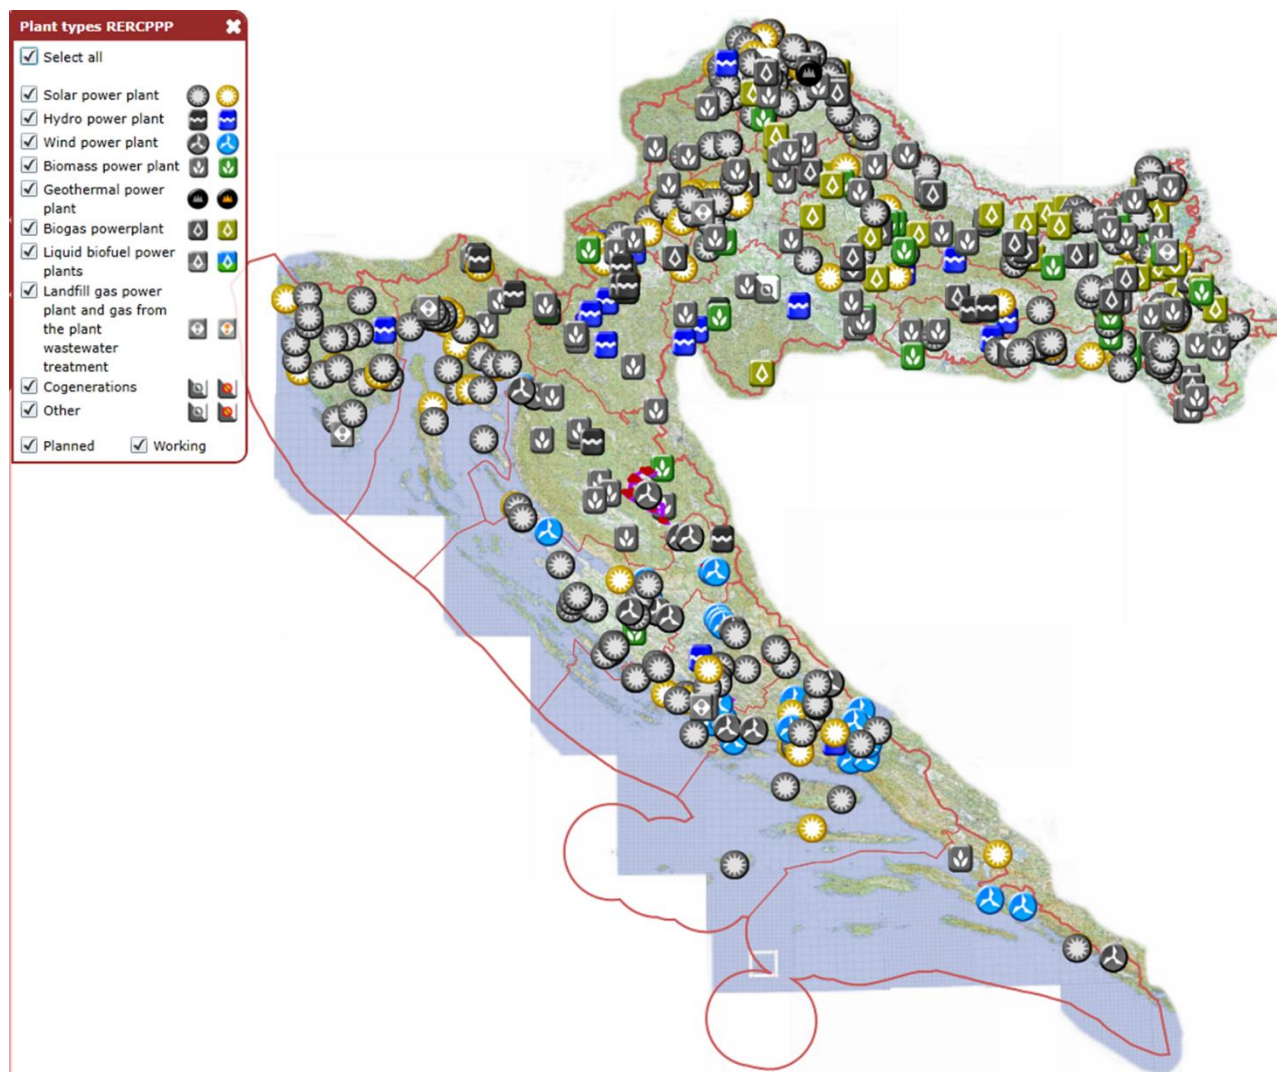 Plant types RERCPPP
Select all
Solar power plant
Hydro power plant
Wind power plant
Biomass power plant
Geothermal power
plant
Biogas powerplant
Liquid biofuel power
plants
Landfill gas power
plant and gas from
the plant
wastewater
treatment
Cogenerations
Other
Planned Working